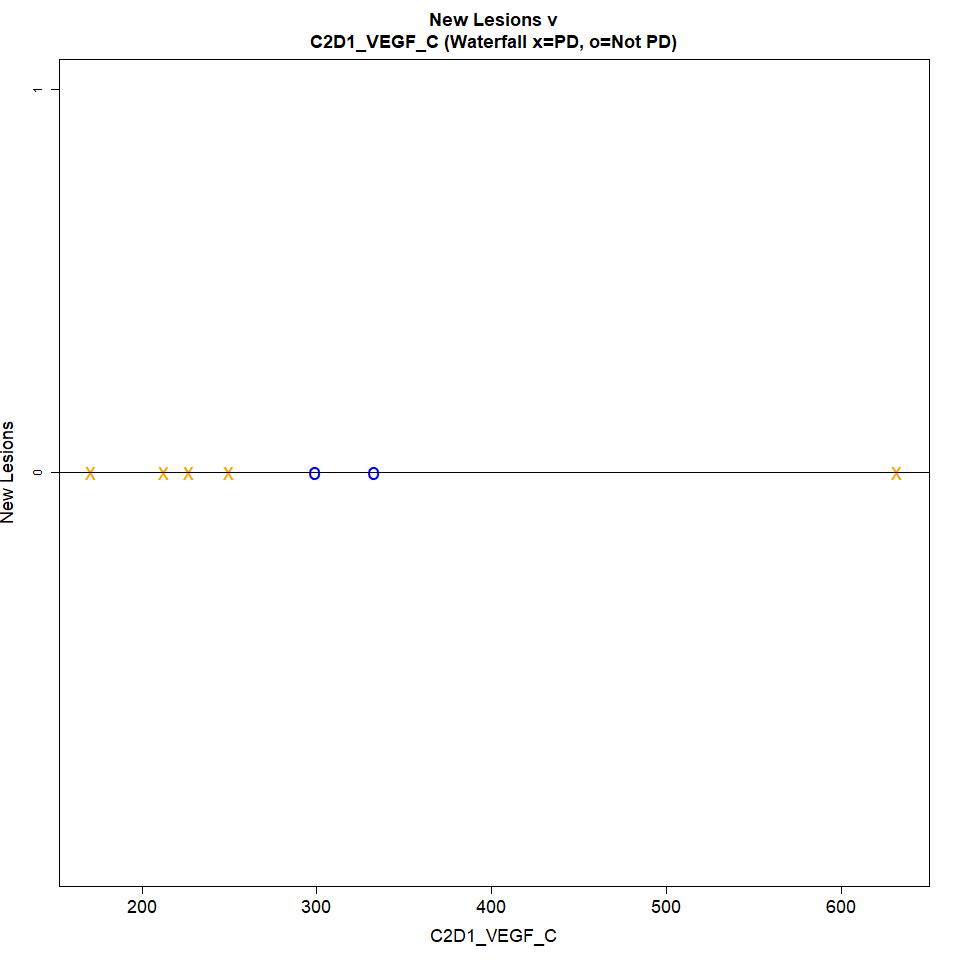 New Lesions v
C2D1_VEGF_C (Waterfall x=PD, o=Not PD)
1
New Lesions
0
x x x x o o x
200 300 400 500 600
C2D1_VEGF_C